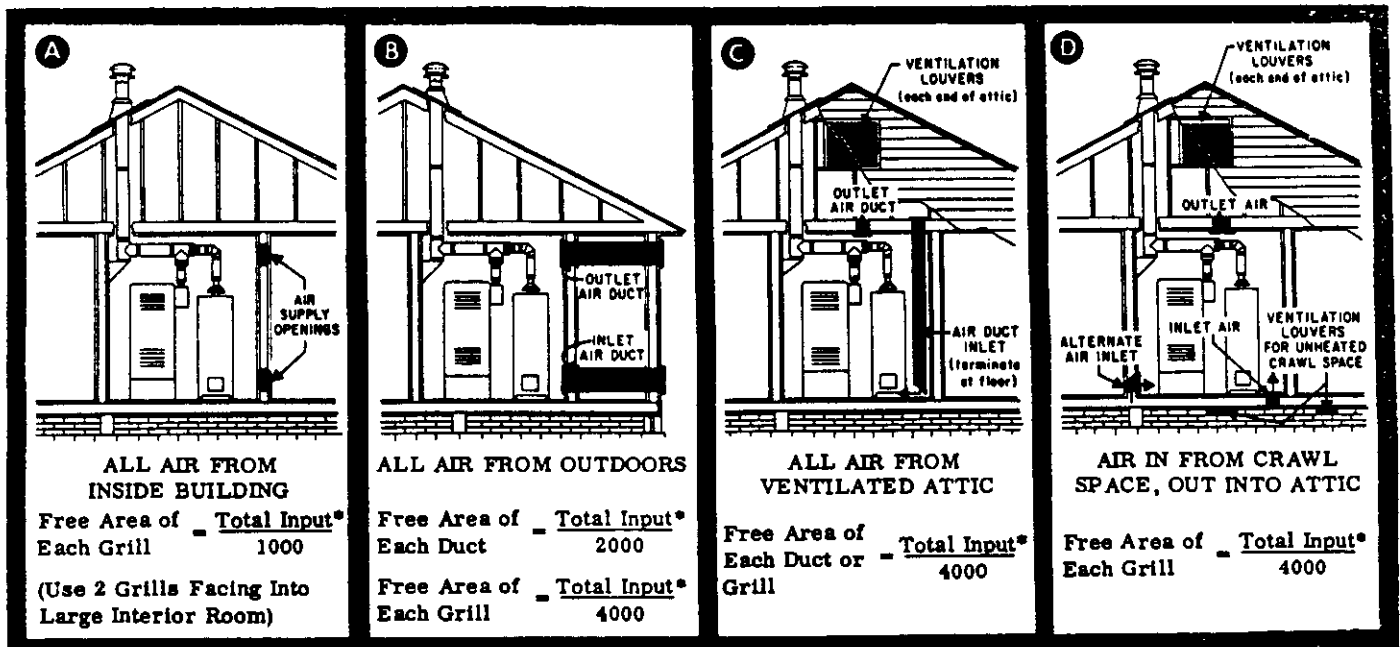 A
AIR
SUPPLY
OPENINGS
ALL AIR FROM
INSIDE BUILDING
Free Area of
Each Grill = Total Input*
1000
(Use 2 Grills Facing Into
Large Interior Room)
B
OUTLET
AIR DUCT
INLET
AIR DUCT
ALL AIR FROM OUTDOORS
Free Area of
Each Duct = Total Input*
2000
Free Area of
Each Grill = Total Input*
4000
C
VENTILATION
LOUVERS
(each end of attic)
OUTLET
AIR DUCT
AIR DUCT
INLET
(terminate
at floor)
ALL AIR FROM
VENTILATED ATTIC
Free Area of
Each Duct or = Total Input*
Grill
4000
D
VENTILATION
LOUVERS
(each end of attic)
OUTLET AIR
ALTERNATE
AIR INLET
INLET AIR
VENTILATION
LOUVERS
FOR UNHEATED
CRAWL SPACE
AIR IN FROM CRAWL
SPACE, OUT INTO ATTIC
Free Area of
Each Grill = Total Input*
4000